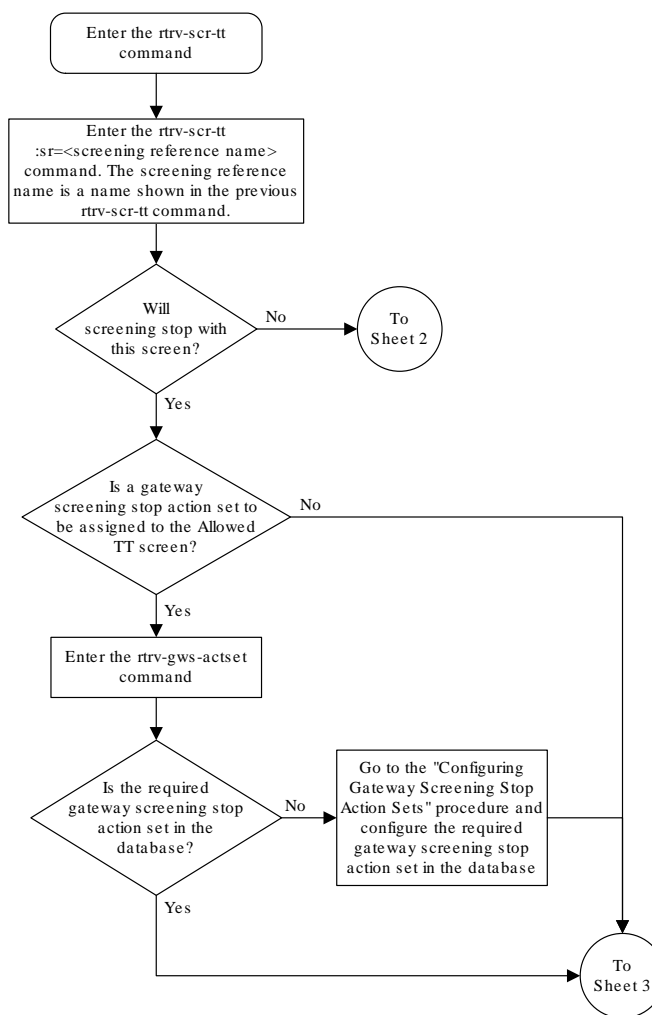 Enter the rtrv-scr-tt
command
Enter the rtrv-scr-tt
:sr=<screening reference name>
command. The screening reference
name is a name shown in the previous
rtrv-scr-tt command.
Will
screening stop with
this screen?
No
To
Sheet 2
Yes
Is a gateway
screening stop action set to
be assigned to the Allowed
TT screen?
No
Yes
Enter the rtrv-gws-actset
command
Is the required
gateway screening stop
action set in the
database?
No
Go to the "Configuring
Gateway Screening Stop
Action Sets" procedure and
configure the required
gateway screening stop
action set in the database
Yes
To
Sheet 3